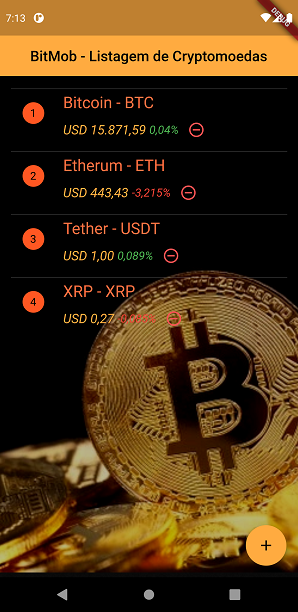 7:13
DEBUG
BitMob - Listagem de Cryptomoedas
1
Bitcoin - BTC
USD 15.871,59 0,04%
2
Etherum - ETH
USD 443,43 -3,215%
3
Tether - USDT
USD 1,00 0,089%
4
XRP - XRP
USD 0,27
+